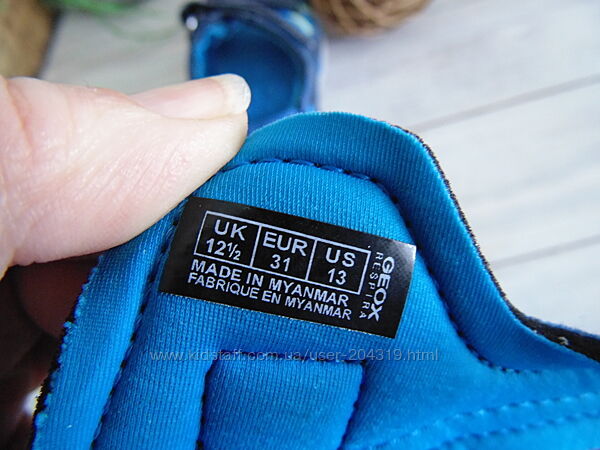 UK EUR US
12½ 31 13
MADE IN MYANMAR
FABRIQUE EN MYANMAR
GEOX
RESPIRA
www.kidstaff.com.ua/user-204319.html